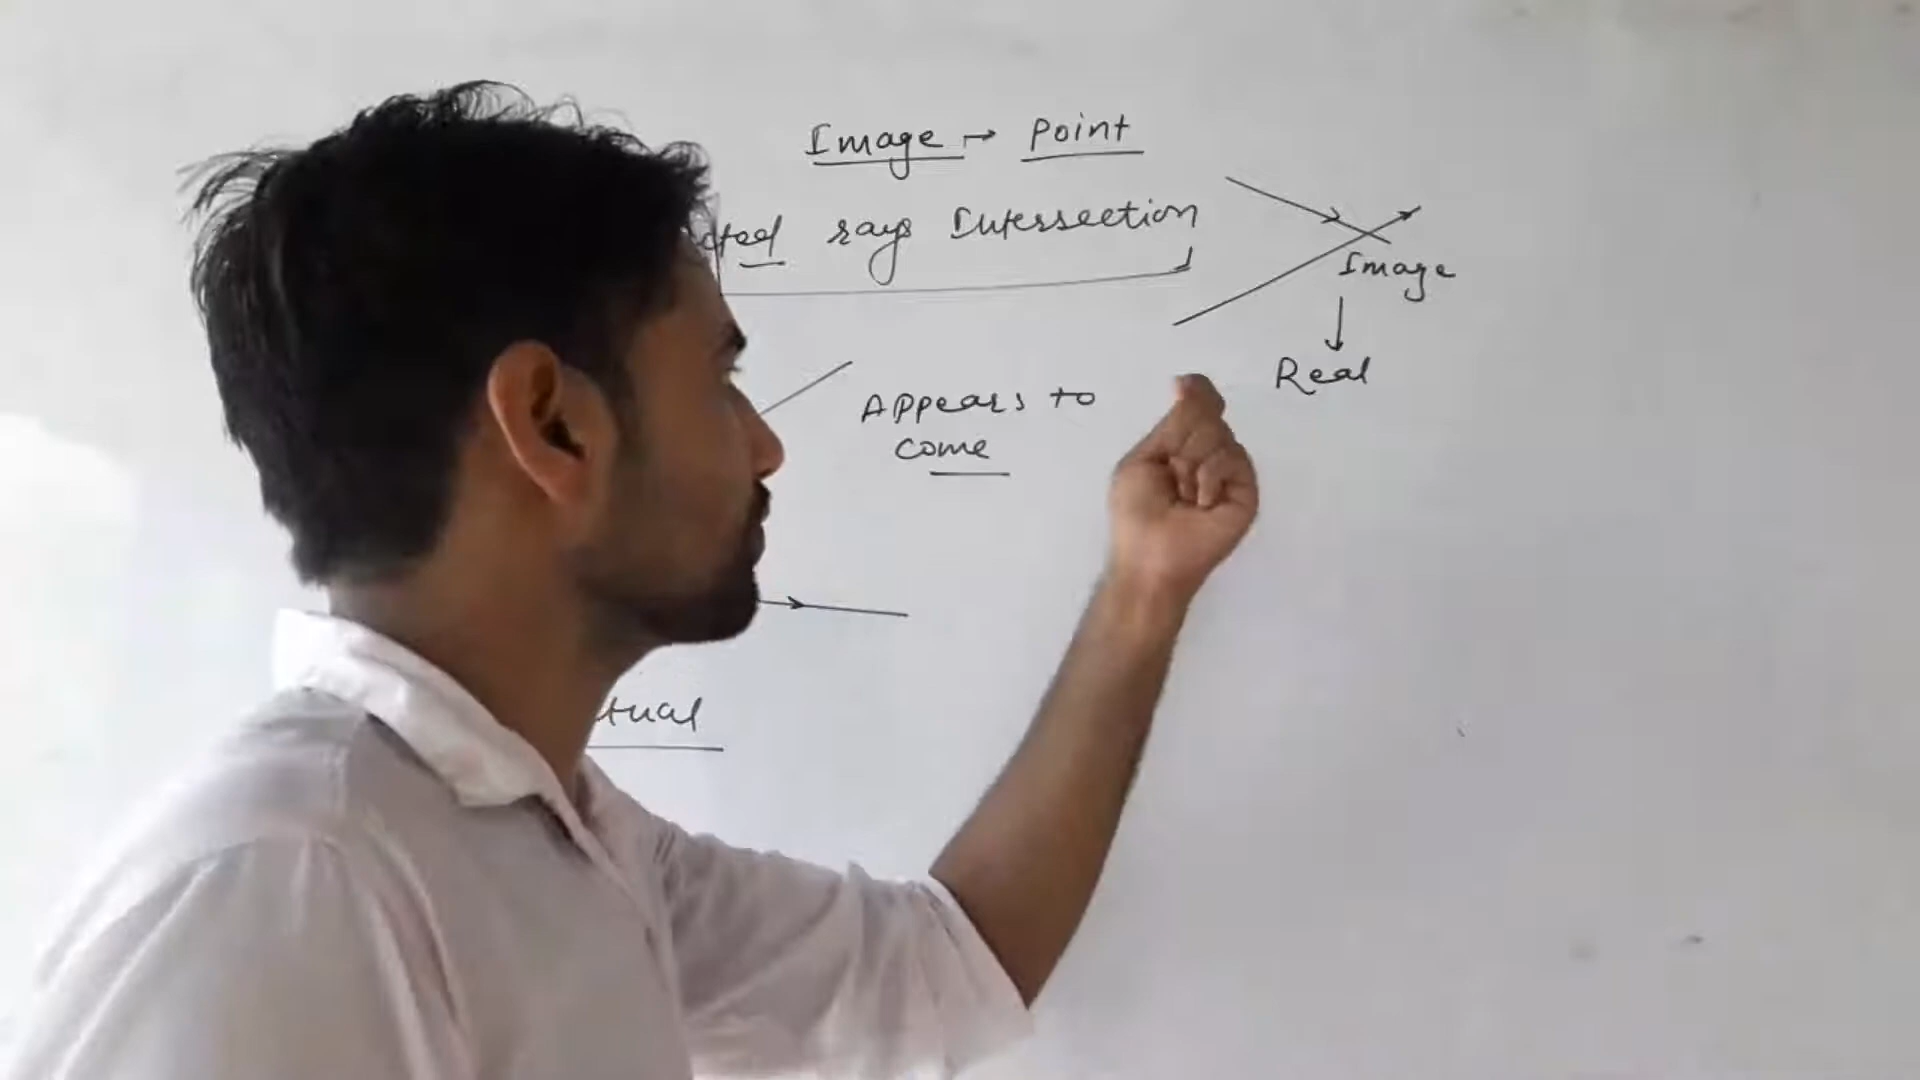 Image → Point
rays Intersection
Image
Real
Appears to
come